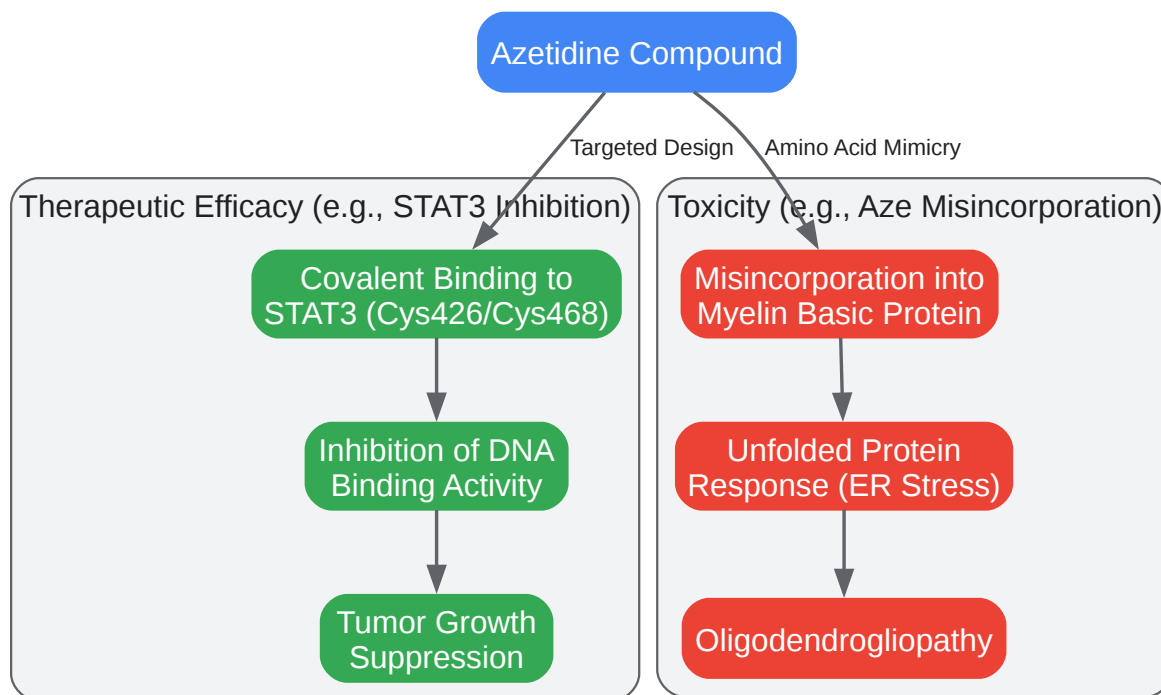 Azetidine Compound
Targeted Design
Amino Acid Mimicry
Therapeutic Efficacy (e.g., STAT3 Inhibition)
Covalent Binding to
STAT3 (Cys426/Cys468)
Inhibition of DNA
Binding Activity
Tumor Growth
Suppression
Toxicity (e.g., Aze Misincorporation)
Misincorporation into
Myelin Basic Protein
Unfolded Protein
Response (ER Stress)
Oligodendrogliopathy